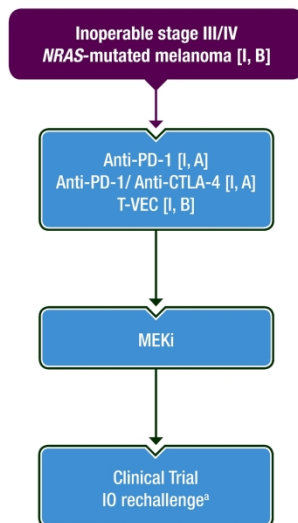 Inoperable stage III/IV
NRAS-mutated melanoma [I, B]
Anti-PD-1 [I, A]
Anti-PD-1/ Anti-CTLA-4 [I, A]
T-VEC [I, B]
MEKi
Clinical Trial
IO rechallengeᵃ